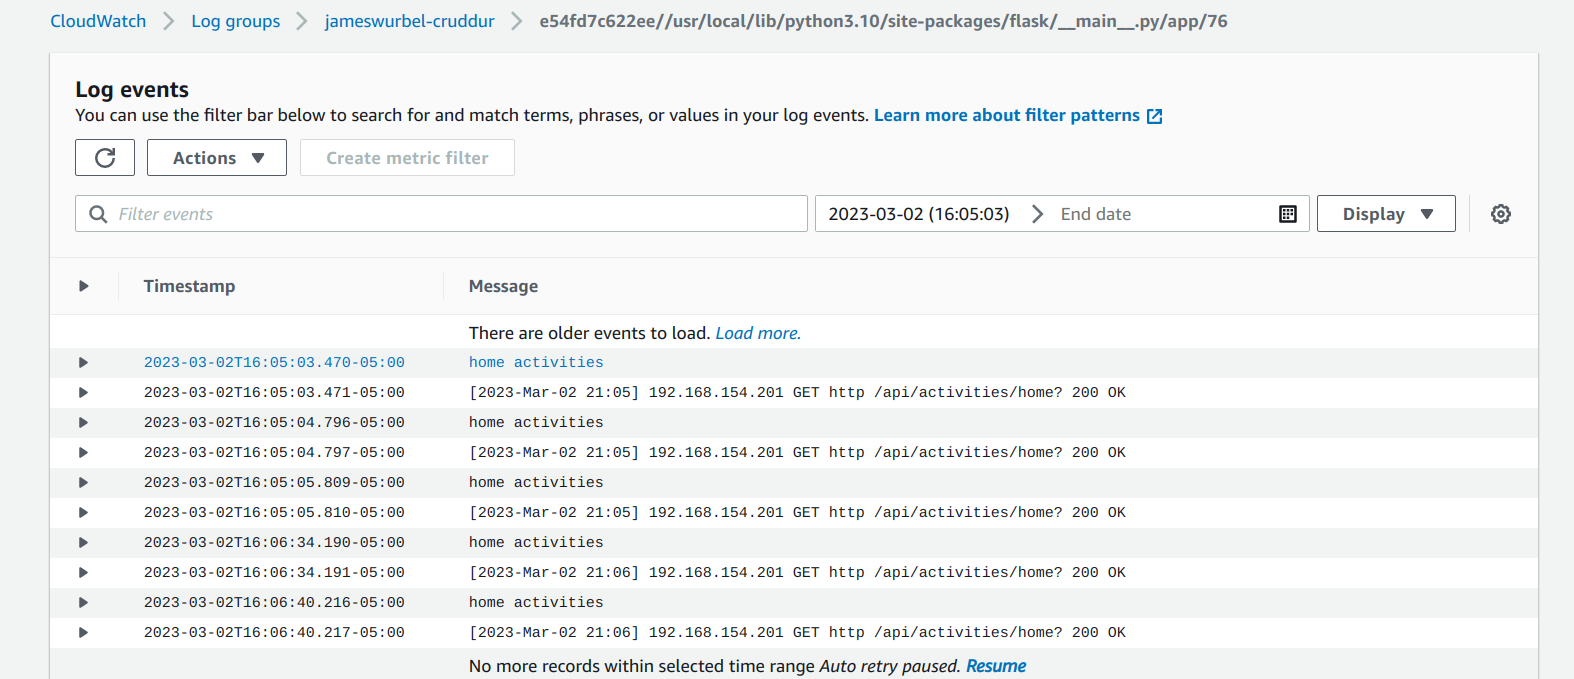 CloudWatch Log groups jameswurbel-cruddur e54fd7c622ee//usr/local/lib/python3.10/site-packages/flask/__main__.py/app/76
Log events
You can use the filter bar below to search for and match terms, phrases, or values in your log events. Learn more about filter patterns
Actions Create metric filter
Filter events 2023-03-02 (16:05:03) End date Display
Timestamp Message
There are older events to load. Load more.
2023-03-02T16:05:03.470-05:00 home activities
2023-03-02T16:05:03.471-05:00 [2023-Mar-02 21:05] 192.168.154.201 GET http /api/activities/home? 200 OK
2023-03-02T16:05:04.796-05:00 home activities
2023-03-02T16:05:04.797-05:00 [2023-Mar-02 21:05] 192.168.154.201 GET http /api/activities/home? 200 OK
2023-03-02T16:05:05.809-05:00 home activities
2023-03-02T16:05:05.810-05:00 [2023-Mar-02 21:05] 192.168.154.201 GET http /api/activities/home? 200 OK
2023-03-02T16:06:34.190-05:00 home activities
2023-03-02T16:06:34.191-05:00 [2023-Mar-02 21:06] 192.168.154.201 GET http /api/activities/home? 200 OK
2023-03-02T16:06:40.216-05:00 home activities
2023-03-02T16:06:40.217-05:00 [2023-Mar-02 21:06] 192.168.154.201 GET http /api/activities/home? 200 OK
No more records within selected time range Auto retry paused. Resume